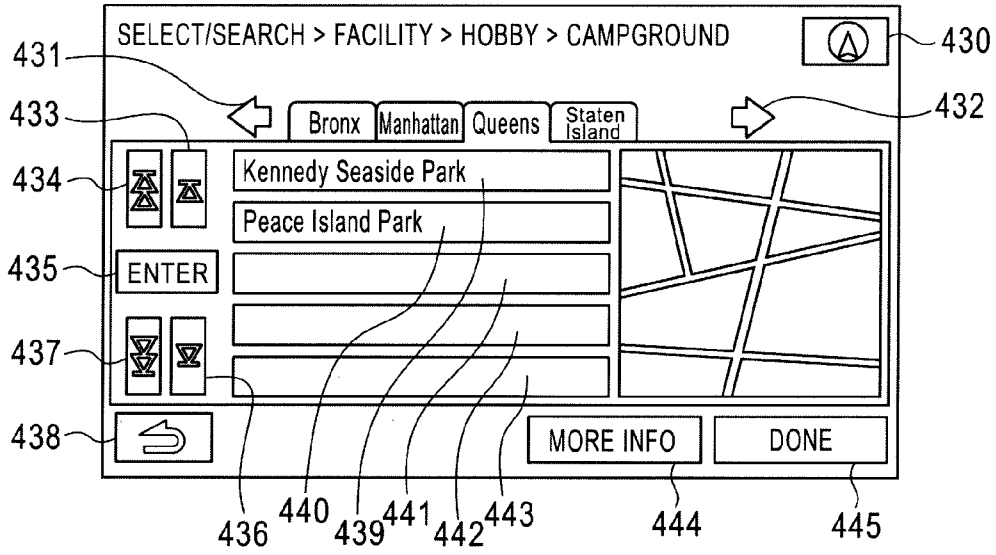 SELECT/SEARCH > FACILITY > HOBBY > CAMPGROUND
430
431
432
433
Bronx
Manhattan
Queens
Staten
Island
434
Kennedy Seaside Park
Peace Island Park
435
ENTER
437
438
MORE INFO
DONE
436
440
439
441
442
443
444
445